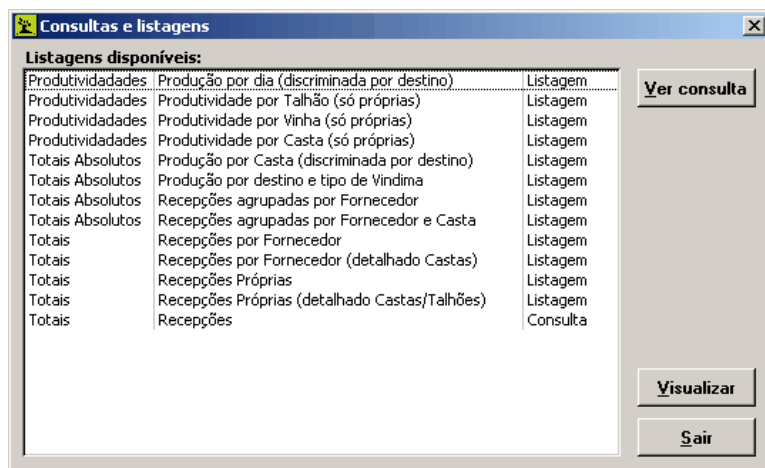 Consultas e listagens
Listagens disponíveis:
Produtividadades Produção por dia (discriminada por destino) Listagem
Produtividadades Produtividade por Talhão (só próprias) Listagem
Produtividadades Produtividade por Vinha (só próprias) Listagem
Produtividadades Produtividade por Casta (só próprias) Listagem
Totais Absolutos Produção por Casta (discriminada por destino) Listagem
Totais Absolutos Produção por destino e tipo de Vindima Listagem
Totais Absolutos Recepções agrupadas por Fornecedor Listagem
Totais Absolutos Recepções agrupadas por Fornecedor e Casta Listagem
Totais Recepções por Fornecedor Listagem
Totais Recepções por Fornecedor (detalhado Castas) Listagem
Totais Recepções Próprias Listagem
Totais Recepções Próprias (detalhado Castas/Talhões) Listagem
Totais Recepções Consulta
Ver consulta
Visualizar
Sair